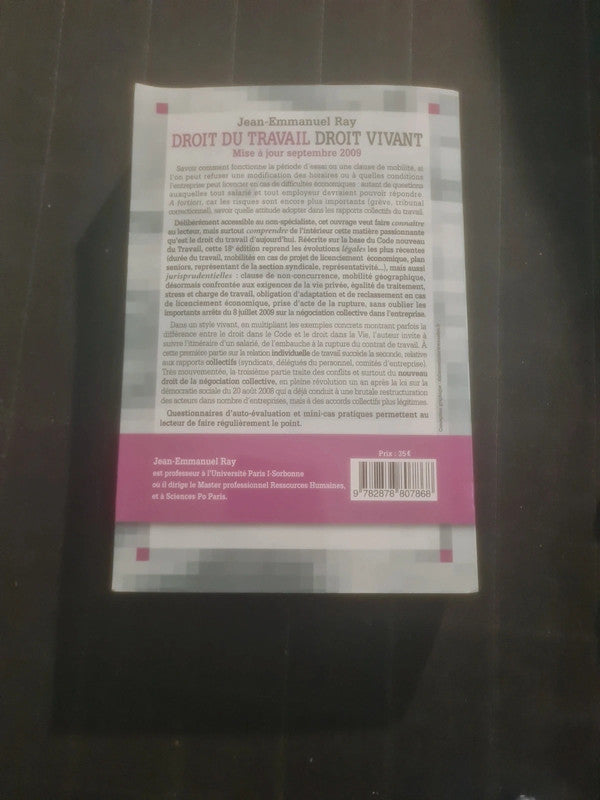 Jean-Emmanuel Ray
DROIT DU TRAVAIL DROIT VIVANT
Mise à jour septembre 2009
Savoir comment fonctionne la période d'essai ou une clause de mobilité, si
l'on peut refuser une modification des horaires ou à quelles conditions
l'entreprise peut licencier en cas de difficultés économiques : autant de questions
auxquelles tout salarié et tout employeur devraient pouvoir répondre.
A fortiori, car les risques sont encore plus importants (grève, tribunal
correctionnel), savoir quelle attitude adopter dans les rapports collectifs du travail.
Délibérément accessible au non-spécialiste, cet ouvrage veut faire connaître
au lecteur, mais surtout comprendre de l'intérieur cette matière passionnante
qu'est le droit du travail d'aujourd'hui. Réécrite sur la base du Code nouveau
du Travail, cette 18e édition reprend les évolutions légales les plus récentes
(durée du travail, mobilités en cas de projet de licenciement économique, plan
seniors, représentant de la section syndicale, représentativité...), mais aussi
jurisprudentielles : clause de non-concurrence, mobilité géographique,
désormais confrontée aux exigences de la vie privée, égalité de traitement,
stress et charge de travail, obligation d'adaptation et de reclassement en cas
de licenciement économique, prise d'acte de la rupture, sans oublier les
importants arrêts du 8 juillet 2009 sur la négociation collective dans l'entreprise.
Dans un style vivant, en multipliant les exemples concrets montrant parfois la
différence entre le droit dans le Code et le droit dans la Vie, l'auteur invite à
suivre l'itinéraire d'un salarié, de l'embauche à la rupture du contrat de travail. À
cette première partie sur la relation individuelle de travail succède la seconde, relative
aux rapports collectifs (syndicats, délégués du personnel, comités d'entreprise).
Très mouvementée, la troisième partie traite des conflits et surtout du nouveau
droit de la négociation collective, en pleine révolution un an après la loi sur la
démocratie sociale du 20 août 2008 qui a déjà conduit à une brutale restructuration
des acteurs dans nombre d'entreprises, mais à des accords collectifs plus légitimes.
Questionnaires d'auto-évaluation et mini-cas pratiques permettent au
lecteur de faire régulièrement le point.
Jean-Emmanuel Ray
est professeur à l'Université Paris I-Sorbonne
où il dirige le Master professionnel Ressources Humaines,
et à Sciences Po Paris.
Prix : 35 €
9 782878 807868